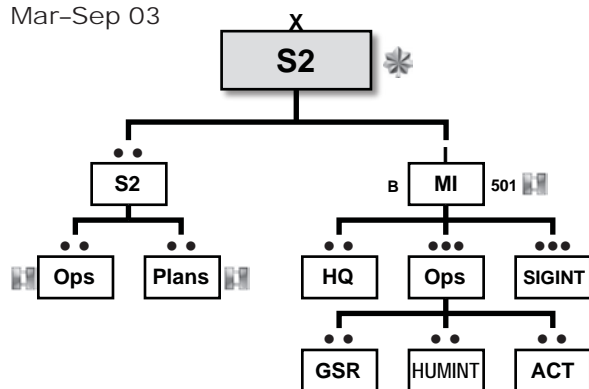 Mar–Sep 03
X
S2
S2
B MI 501
Ops Plans HQ Ops SIGINT
GSR HUMINT ACT